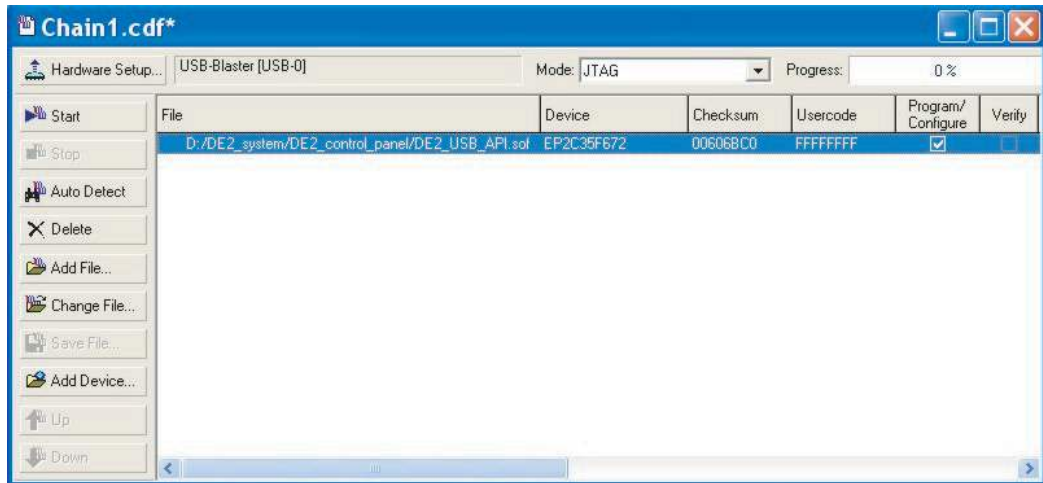 Chain1.cdf*
Hardware Setup... USB-Blaster [USB-0] Mode: JTAG Progress: 0 %
Start
Stop
Auto Detect
Delete
Add File...
Change File...
Save File...
Add Device...
Up
Down
File Device Checksum Usercode Program/ Configure Verify
D:/DE2_system/DE2_control_panel/DE2_USB_API.sof EP2C35F672 00606BC0 FFFFFFFF